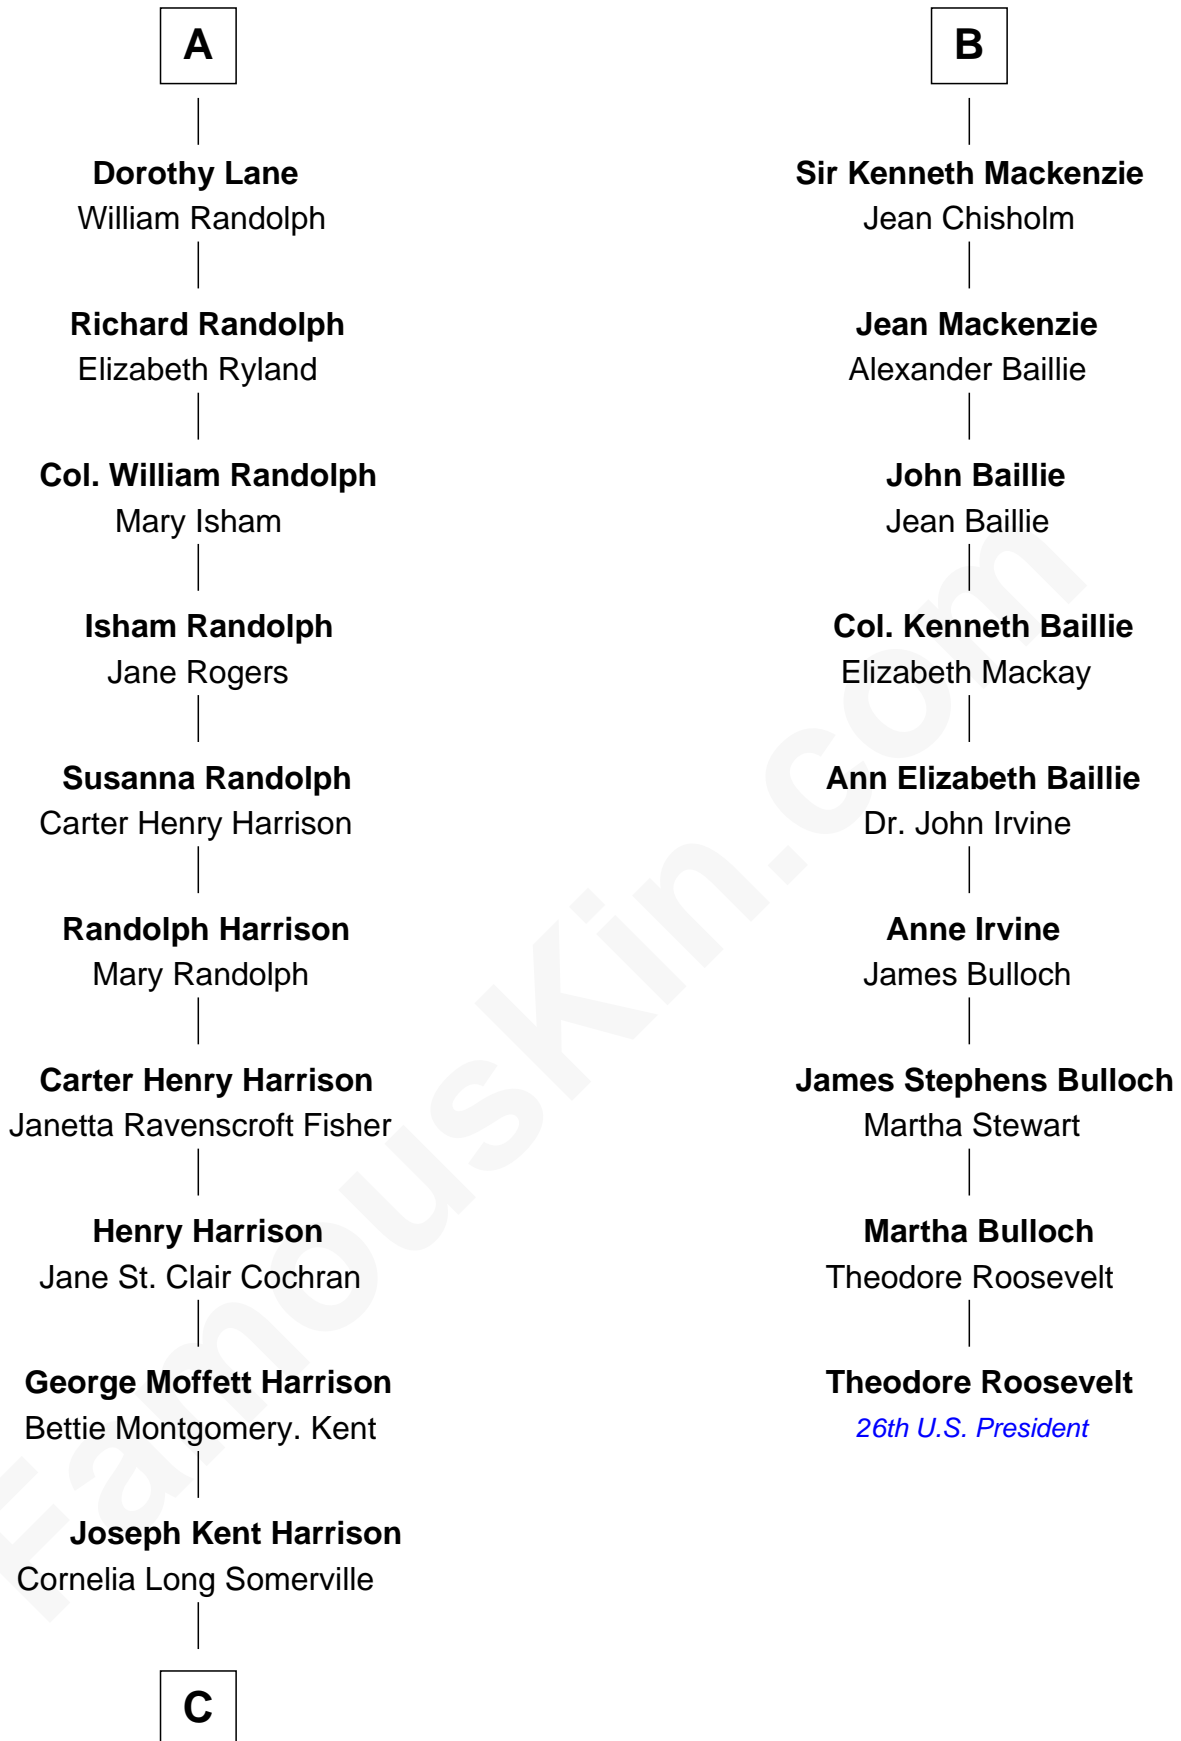 A
Dorothy Lane
William Randolph
Richard Randolph
Elizabeth Ryland
Col. William Randolph
Mary Isham
Isham Randolph
Jane Rogers
Susanna Randolph
Carter Henry Harrison
Randolph Harrison
Mary Randolph
Carter Henry Harrison
Janetta Ravenscroft Fisher
Henry Harrison
Jane St. Clair Cochran
George Moffett Harrison
Bettie Montgomery. Kent
Joseph Kent Harrison
Cornelia Long Somerville
C
B
Sir Kenneth Mackenzie
Jean Chisholm
Jean Mackenzie
Alexander Baillie
John Baillie
Jean Baillie
Col. Kenneth Baillie
Elizabeth Mackay
Ann Elizabeth Baillie
Dr. John Irvine
Anne Irvine
James Bulloch
James Stephens Bulloch
Martha Stewart
Martha Bulloch
Theodore Roosevelt
Theodore Roosevelt
26th U.S. President
FamousKin.com